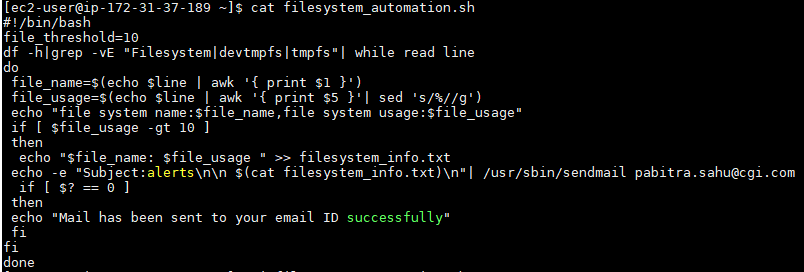 [ec2-user@ip-172-31-37-189 ~]$ cat filesystem_automation.sh
#!/bin/bash
file_threshold=10
df -h|grep -vE "Filesystem|devtmpfs|tmpfs"| while read line
do
 file_name=$(echo $line | awk '{ print $1 }')
 file_usage=$(echo $line | awk '{ print $5 }'| sed 's/%//g')
 echo "file system name:$file_name,file system usage:$file_usage"
 if [ $file_usage -gt 10 ]
 then
  echo "$file_name: $file_usage " >> filesystem_info.txt
 echo -e "Subject:alerts\n\n $(cat filesystem_info.txt)\n"| /usr/sbin/sendmail pabitra.sahu@cgi.com
  if [ $? == 0 ]
 then
 echo "Mail has been sent to your email ID successfully"
 fi
fi
done